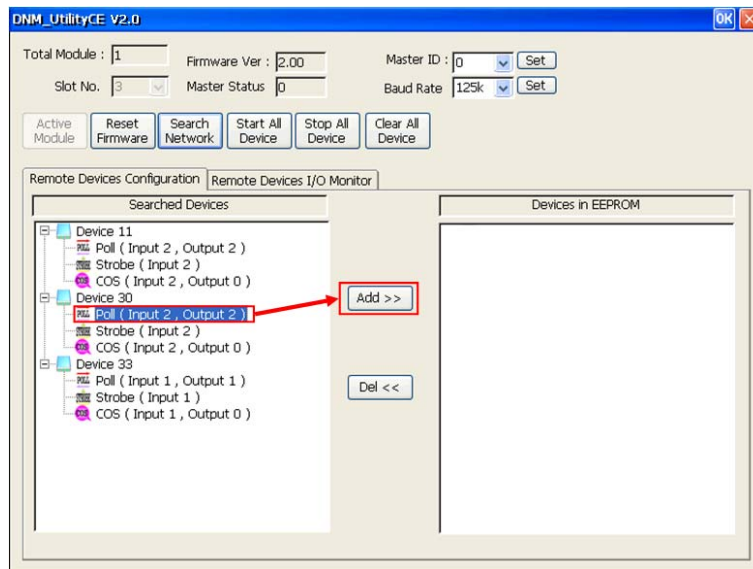 DNM_UtilityCE V2.0 OK
Total Module : 1 Firmware Ver : 2.00 Master ID : 0 Set
Slot No. 3 Master Status 0 Baud Rate 125k Set
Active Module Reset Firmware Search Network Start All Device Stop All Device Clear All Device
Remote Devices Configuration Remote Devices I/O Monitor
Searched Devices Devices in EEPROM
Device 11
Poll ( Input 2 , Output 2 )
Strobe ( Input 2 )
COS ( Input 2 , Output 0 )
Device 30
Poll ( Input 2 , Output 2 )
Strobe ( Input 2 )
COS ( Input 2 , Output 0 )
Device 33
Poll ( Input 1 , Output 1 )
Strobe ( Input 1 )
COS ( Input 1 , Output 0 )
Add >>
Del <<